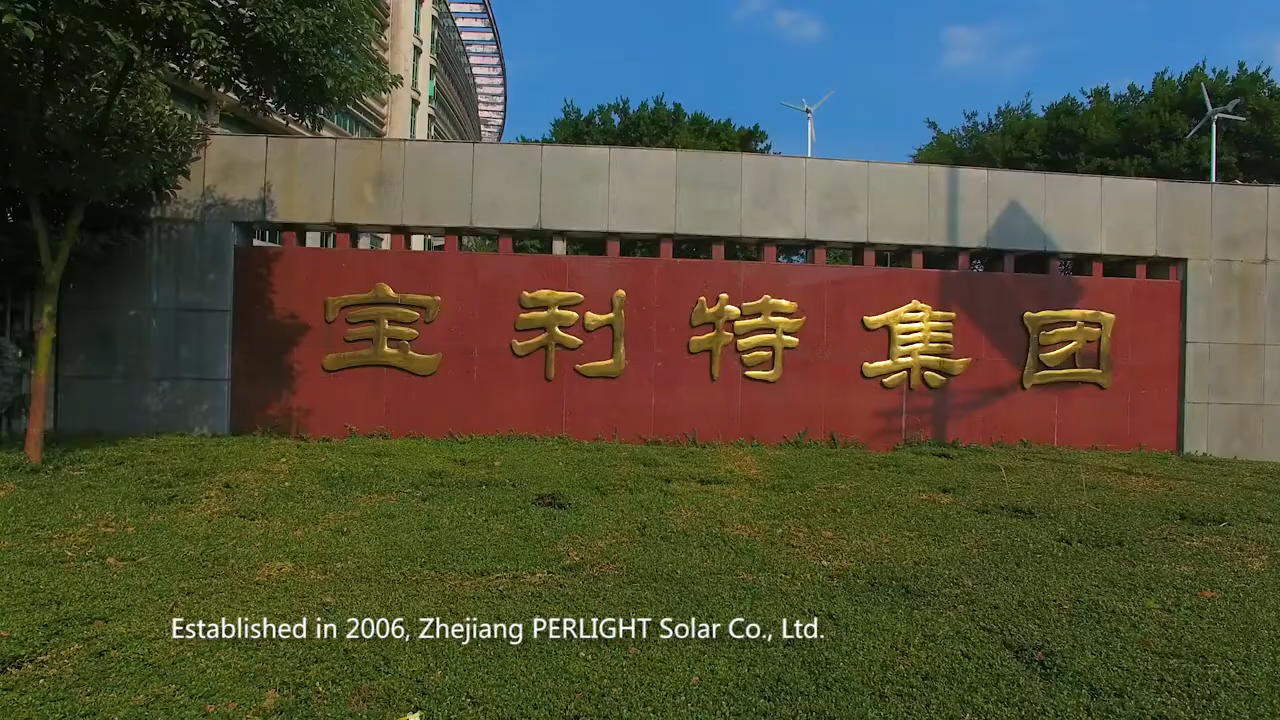 宝利特集团
Established in 2006, Zhejiang PERLIGHT Solar Co., Ltd.